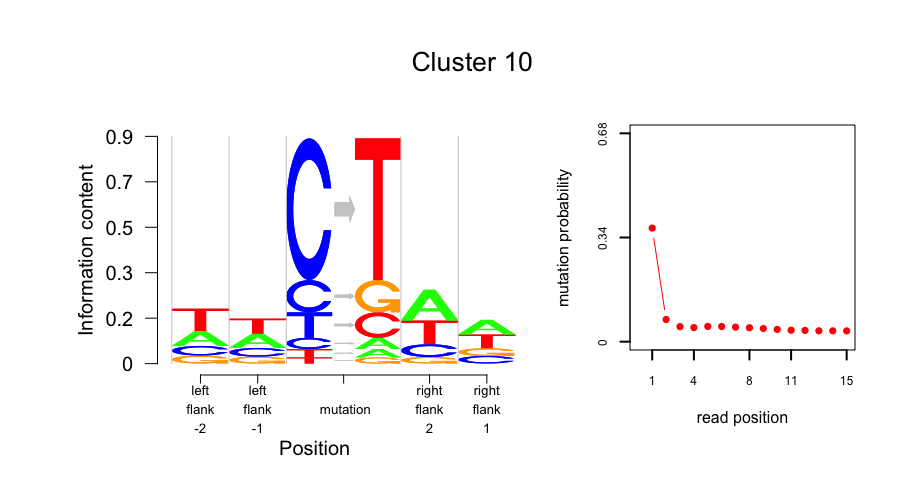 Cluster 10
Information content
0.9
0.7
0.5
0.3
0.2
0
T
A
C
G
T
A
C
G
C
C
T
C
T
T
G
C
A
A
G
A
T
C
G
A
T
G
C
left
flank
-2
left
flank
-1
mutation
right
flank
2
right
flank
1
Position
mutation probability
0.68
0.34
0
1 4 8 11 15
read position